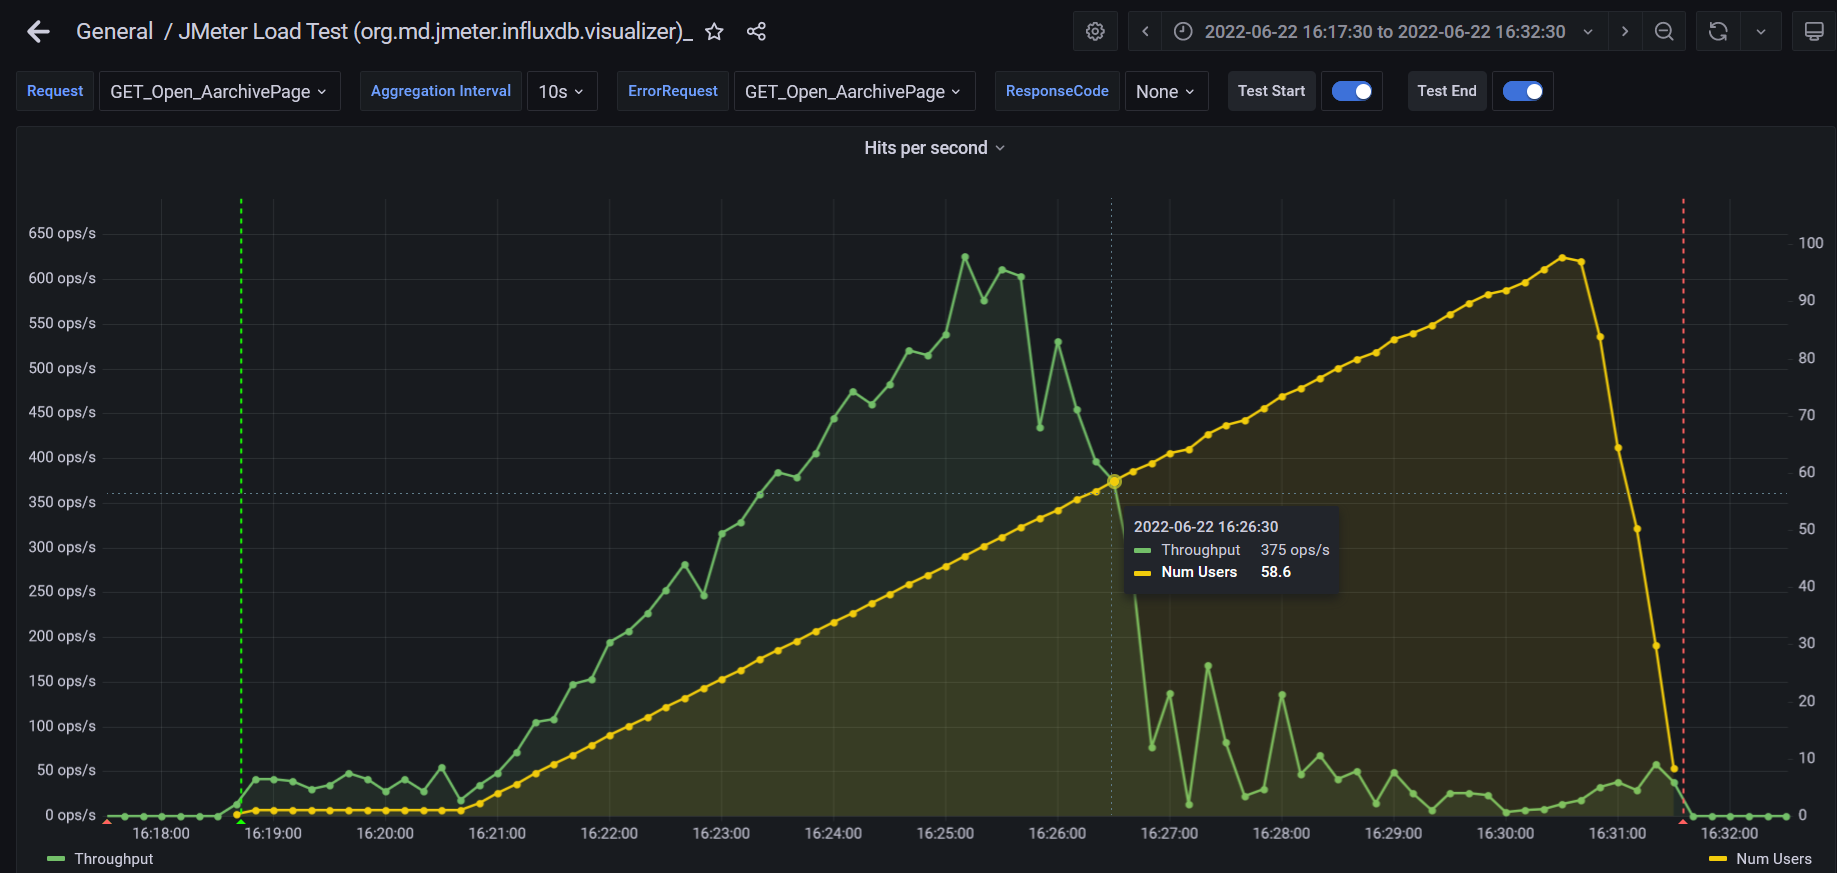 General / JMeter Load Test (org.md.jmeter.influxdb.visualizer)_
2022-06-22 16:17:30 to 2022-06-22 16:32:30
Request GET_Open_AarchivePage Aggregation Interval 10s ErrorRequest GET_Open_AarchivePage ResponseCode None Test Start Test End
Hits per second
650 ops/s
600 ops/s
550 ops/s
500 ops/s
450 ops/s
400 ops/s
350 ops/s
300 ops/s
250 ops/s
200 ops/s
150 ops/s
100 ops/s
50 ops/s
0 ops/s
100
90
80
70
60
50
40
30
20
10
0
2022-06-22 16:26:30
Throughput 375 ops/s
Num Users 58.6
16:18:00 16:19:00 16:20:00 16:21:00 16:22:00 16:23:00 16:24:00 16:25:00 16:26:00 16:27:00 16:28:00 16:29:00 16:30:00 16:31:00 16:32:00
Throughput Num Users